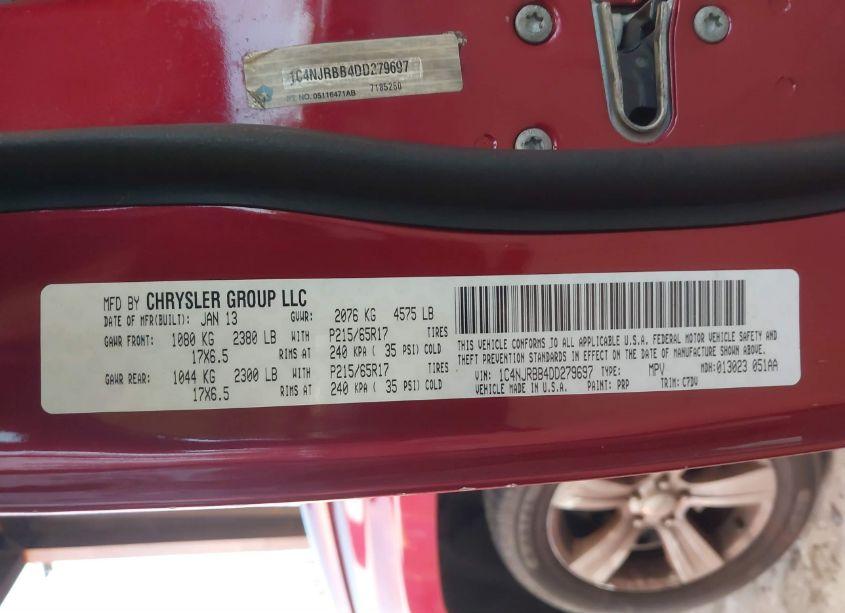 1C4NJRBB4DD279697
PT NO. 05116471AB 7185250
MFD BY CHRYSLER GROUP LLC
DATE OF MFR(BUILT): JAN 13 GVWR: 2076 KG 4575 LB
GAWR FRONT: 1080 KG 2380 LB WITH P215/65R17 TIRES
17X6.5 RIMS AT 240 KPA ( 35 PSI) COLD
GAWR REAR: 1044 KG 2300 LB WITH P215/65R17 TIRES
17X6.5 RIMS AT 240 KPA ( 35 PSI) COLD
THIS VEHICLE CONFORMS TO ALL APPLICABLE U.S.A. FEDERAL MOTOR VEHICLE SAFETY AND
THEFT PREVENTION STANDARDS IN EFFECT ON THE DATE OF MANUFACTURE SHOWN ABOVE.
VIN: 1C4NJRBB4DD279697 TYPE: MPV MDH: 013023 051AA
VEHICLE MADE IN U.S.A. PAINT: PRP TRIM: C7DV